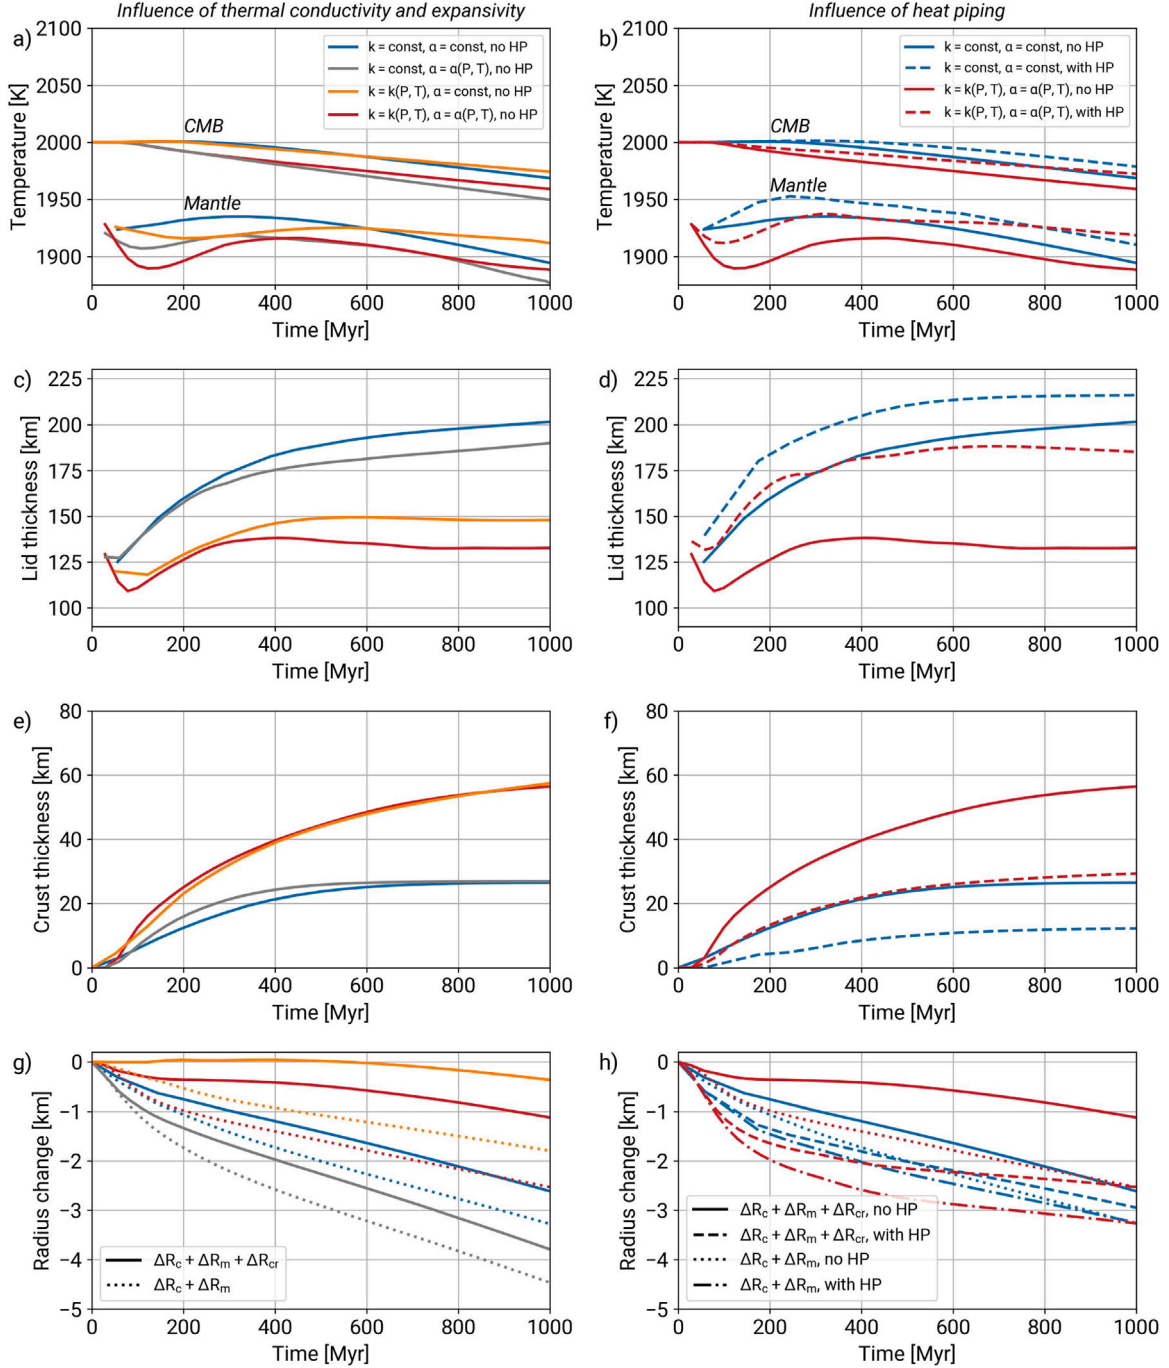 Influence of thermal conductivity and expansivity
Influence of heat piping
a)
2100
2050
2000
1950
1900
Temperature [K]
k = const, α = const, no HP
k = const, α = α(P, T), no HP
k = k(P, T), α = const, no HP
k = k(P, T), α = α(P, T), no HP
CMB
Mantle
0 200 400 600 800 1000
Time [Myr]
b)
2100
2050
2000
1950
1900
Temperature [K]
k = const, α = const, no HP
k = const, α = const, with HP
k = k(P, T), α = α(P, T), no HP
k = k(P, T), α = α(P, T), with HP
CMB
Mantle
0 200 400 600 800 1000
Time [Myr]
c)
225
200
175
150
125
100
Lid thickness [km]
0 200 400 600 800 1000
Time [Myr]
d)
225
200
175
150
125
100
Lid thickness [km]
0 200 400 600 800 1000
Time [Myr]
e)
80
60
40
20
0
Crust thickness [km]
0 200 400 600 800 1000
Time [Myr]
f)
80
60
40
20
0
Crust thickness [km]
0 200 400 600 800 1000
Time [Myr]
g)
0
−1
−2
−3
−4
−5
Radius change [km]
ΔRc + ΔRm + ΔRcr
ΔRc + ΔRm
0 200 400 600 800 1000
Time [Myr]
h)
0
−1
−2
−3
−4
−5
Radius change [km]
ΔRc + ΔRm + ΔRcr, no HP
ΔRc + ΔRm + ΔRcr, with HP
ΔRc + ΔRm, no HP
ΔRc + ΔRm, with HP
0 200 400 600 800 1000
Time [Myr]